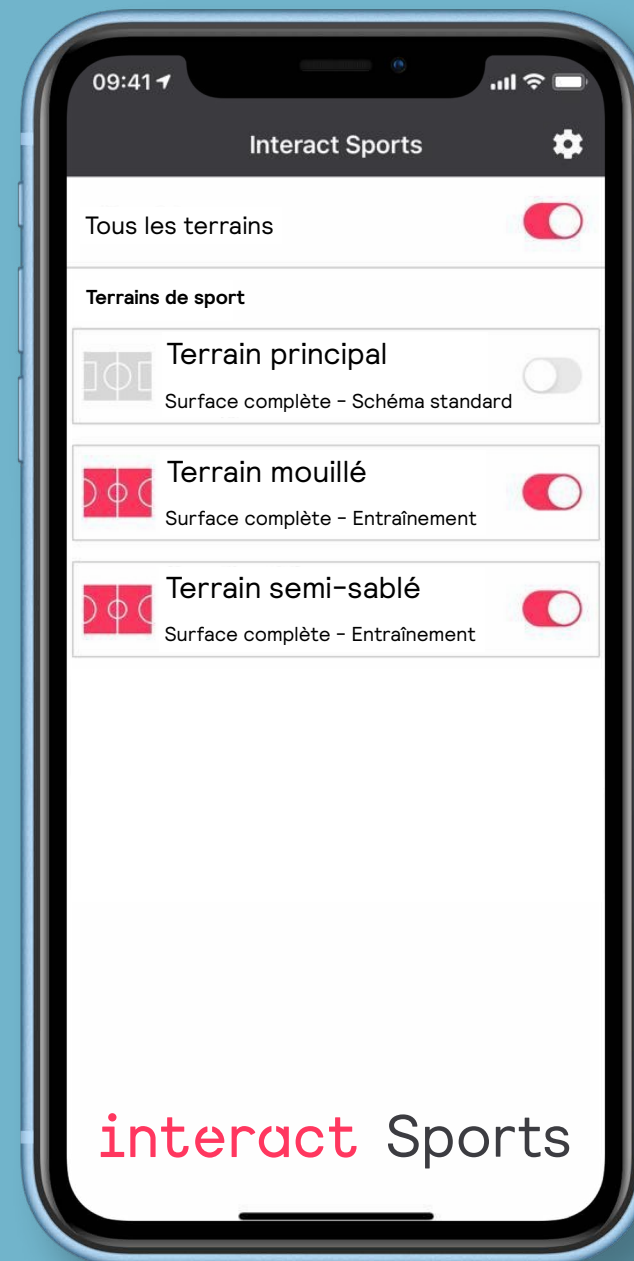 09:41
Interact Sports
Tous les terrains
Terrains de sport
Terrain principal
Surface complète - Schéma standard
Terrain mouillé
Surface complète - Entraînement
Terrain semi-sablé
Surface complète - Entraînement
interact Sports